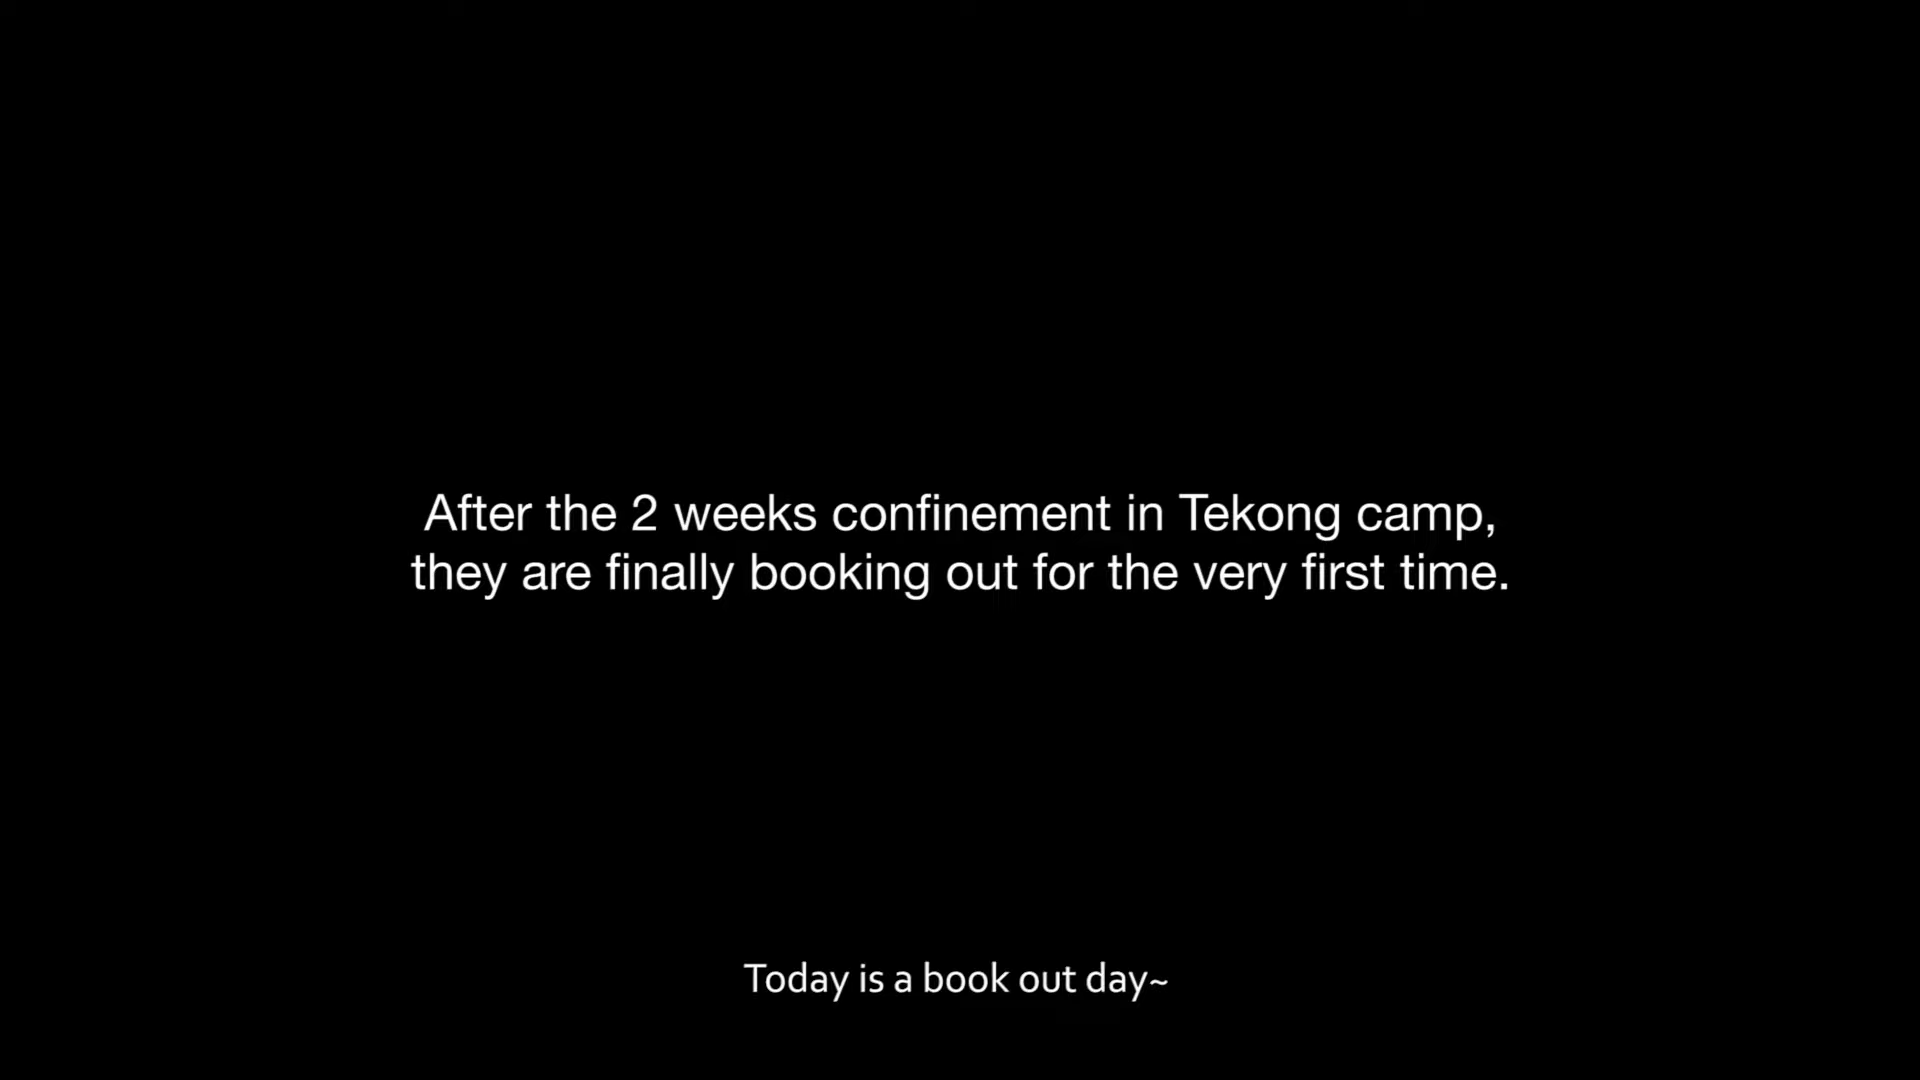 After the 2 weeks confinement in Tekong camp,
they are finally booking out for the very first time.
Today is a book out day~